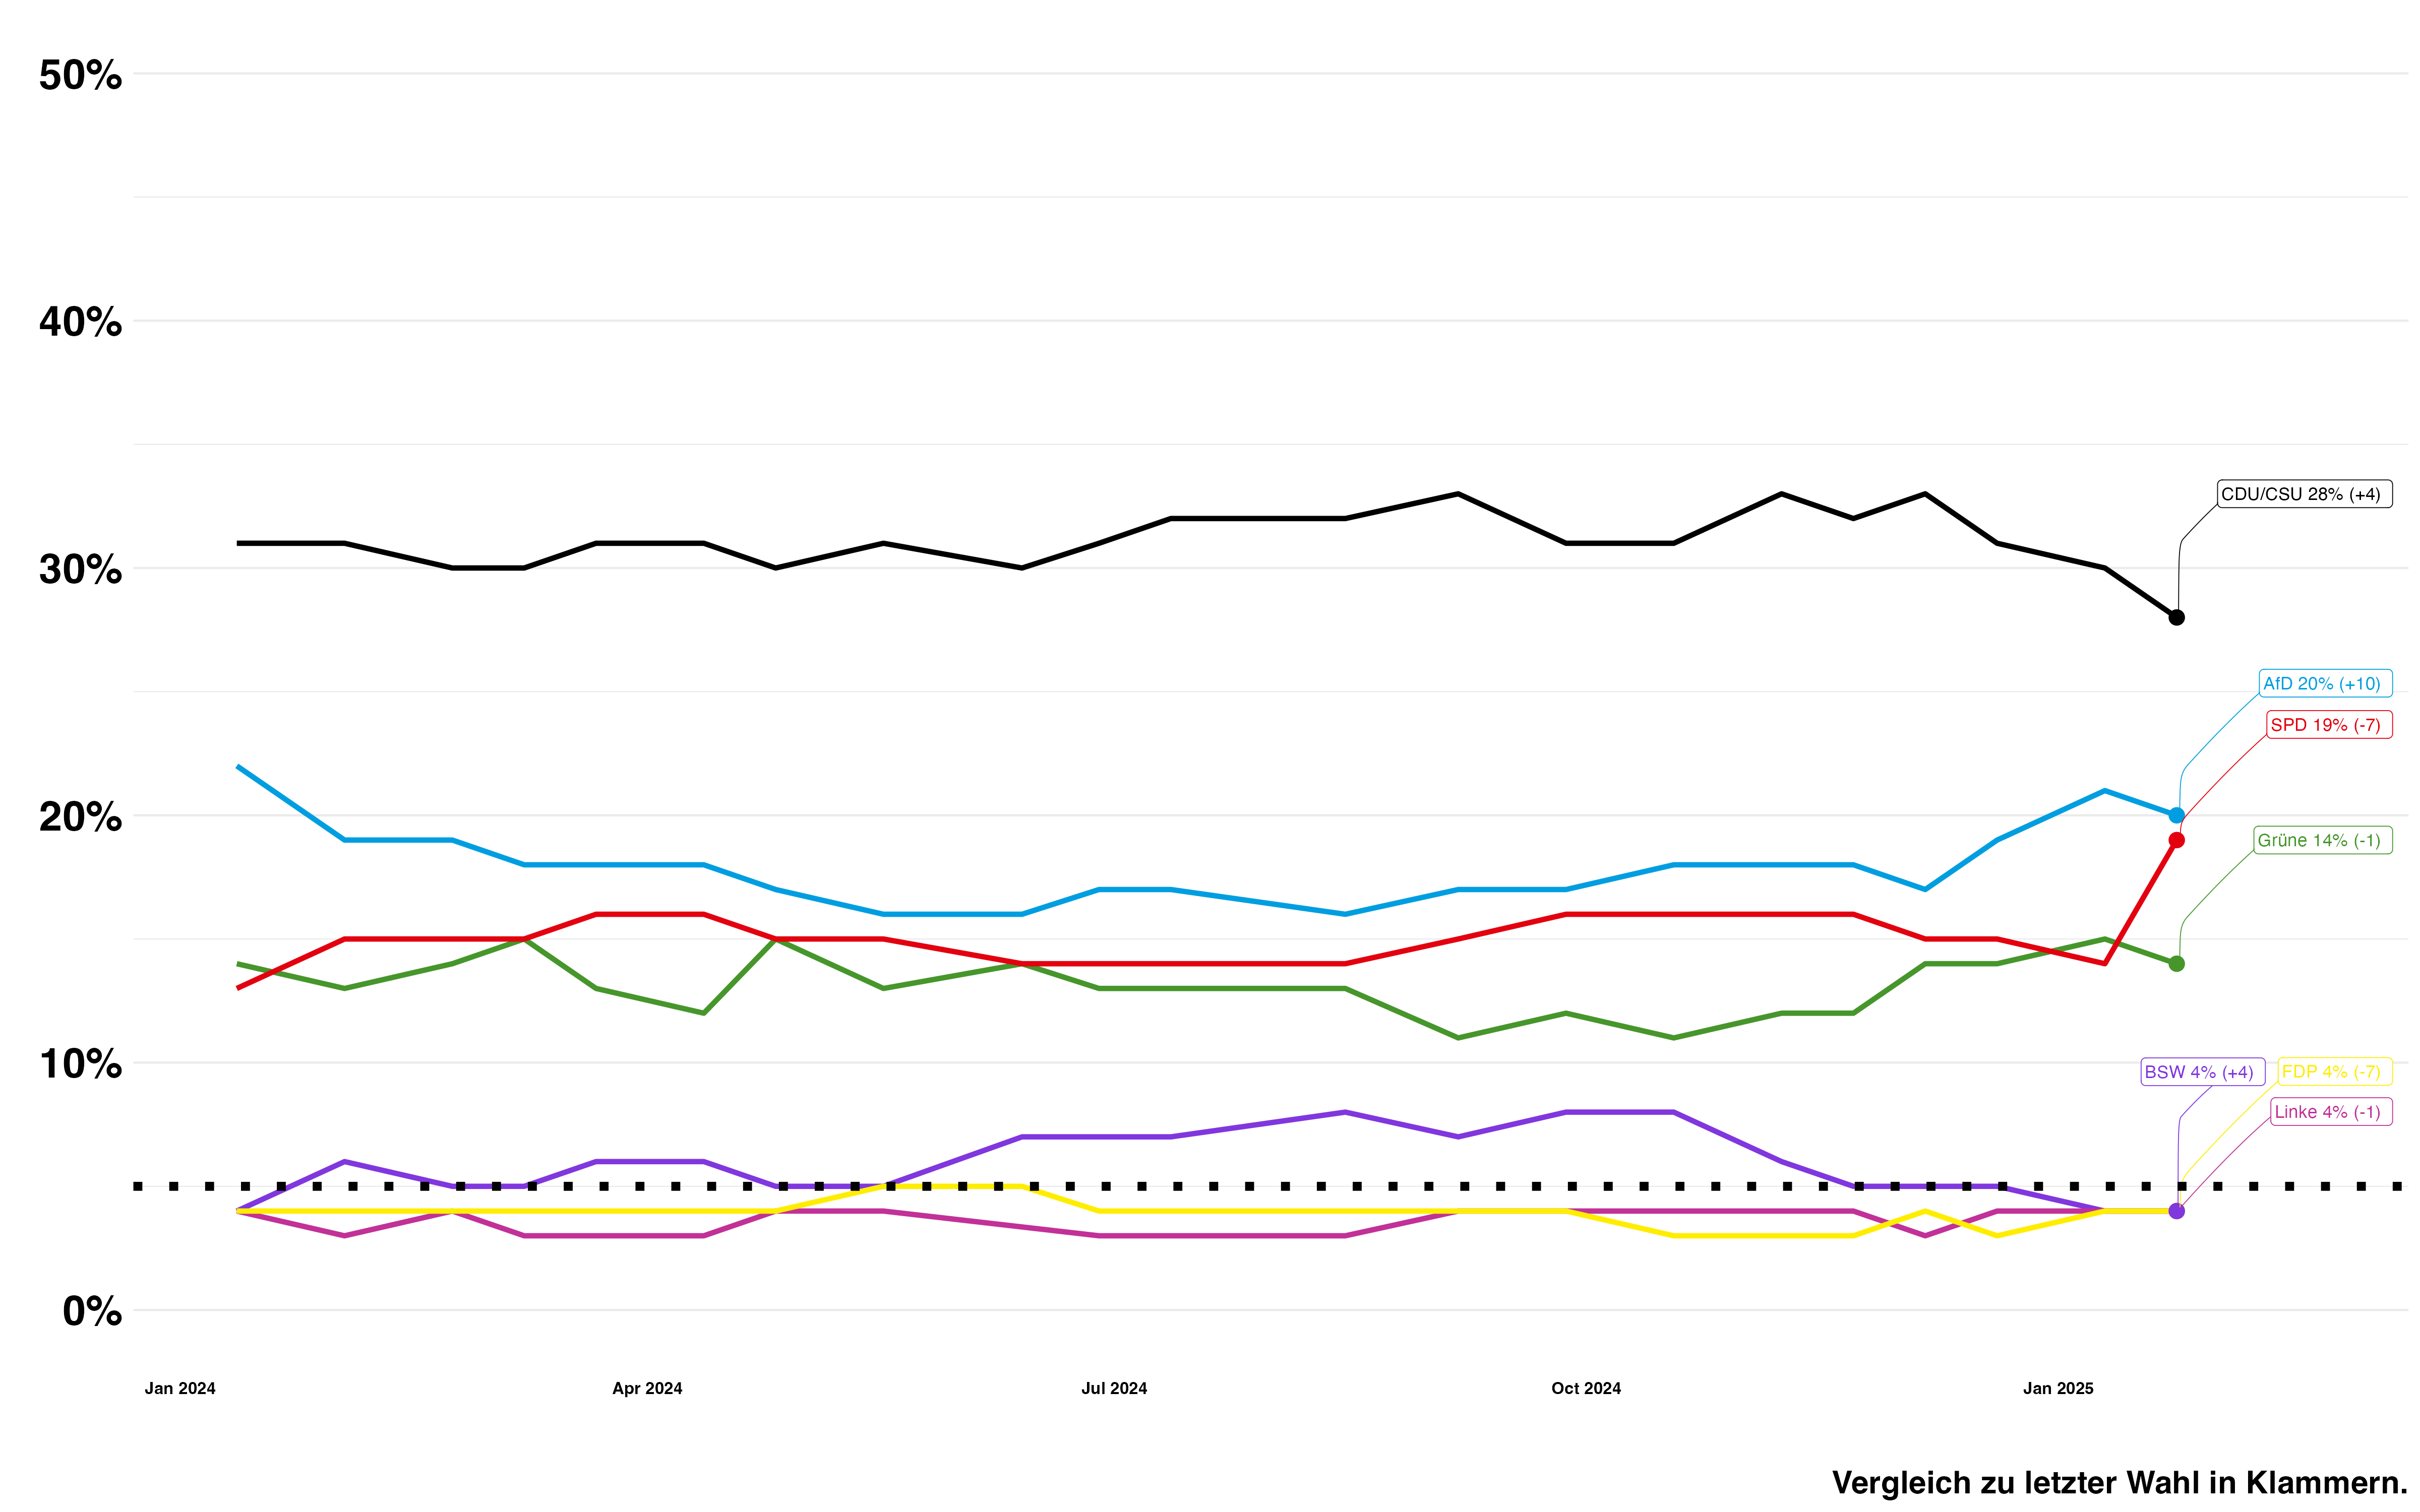 50%
40%
30%
20%
10%
0%
CDU/CSU 28% (+4)
AfD 20% (+10)
SPD 19% (-7)
Grüne 14% (-1)
BSW 4% (+4)
FDP 4% (-7)
Linke 4% (-1)
Jan 2024
Apr 2024
Jul 2024
Oct 2024
Jan 2025
Vergleich zu letzter Wahl in Klammern.